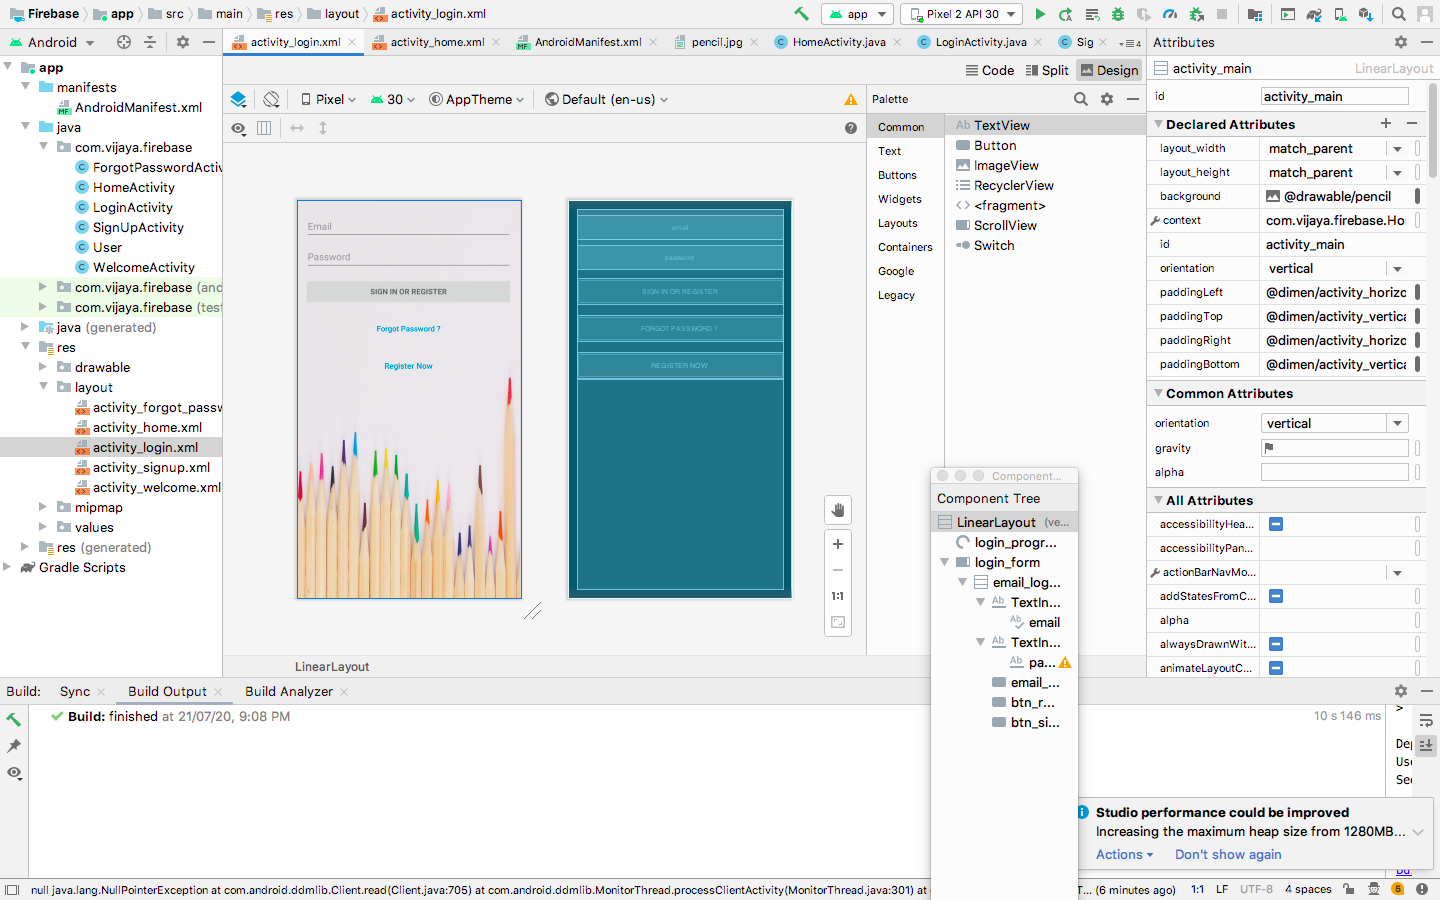 Firebase
app
src
main
res
layout
activity_login.xml
app
Pixel 2 API 30
Android
activity_login.xml
activity_home.xml
AndroidManifest.xml
pencil.jpg
HomeActivity.java
LoginActivity.java
Sig
4
Attributes
app
manifests
AndroidManifest.xml
java
com.vijaya.firebase
ForgotPasswordActiv
HomeActivity
LoginActivity
SignUpActivity
User
WelcomeActivity
com.vijaya.firebase (and
com.vijaya.firebase (test
java (generated)
res
drawable
layout
activity_forgot_passw
activity_home.xml
activity_login.xml
activity_signup.xml
activity_welcome.xml
mipmap
values
res (generated)
Gradle Scripts
Code
Split
Design
Pixel
30
AppTheme
Default (en-us)
Email
Password
SIGN IN OR REGISTER
Forgot Password ?
Register Now
email
password
SIGN IN OR REGISTER
FORGOT PASSWORD ?
REGISTER NOW
1:1
LinearLayout
Palette
Common
Text
Buttons
Widgets
Layouts
Containers
Google
Legacy
Ab TextView
Button
ImageView
RecyclerView
<fragment>
ScrollView
Switch
Component...
Component Tree
LinearLayout (ve...
login_progr...
login_form
email_log...
Ab TextIn...
Ab email
Ab TextIn...
Ab pa...
email_...
btn_r...
btn_si...
activity_main
LinearLayout
id activity_main
Declared Attributes
layout_width match_parent
layout_height match_parent
background @drawable/pencil
context com.vijaya.firebase.Ho
id activity_main
orientation vertical
paddingLeft @dimen/activity_horizo
paddingTop @dimen/activity_vertica
paddingRight @dimen/activity_horizo
paddingBottom @dimen/activity_vertica
Common Attributes
orientation vertical
gravity
alpha
All Attributes
accessibilityHea...
accessibilityPan...
actionBarNavMo...
addStatesFromC...
alpha
alwaysDrawnWit...
animateLayoutC...
Build:
Sync
Build Output
Build Analyzer
Build: finished at 21/07/20, 9:08 PM
10 s 146 ms
>
Dep
Use
See
Studio performance could be improved
Increasing the maximum heap size from 1280MB...
Actions
Don't show again
null java.lang.NullPointerException at com.android.ddmlib.Client.read(Client.java:705) at com.android.ddmlib.MonitorThread.processClientActivity(MonitorThread.java:301) at c
T... (6 minutes ago)
1:1
LF
UTF-8
4 spaces
5